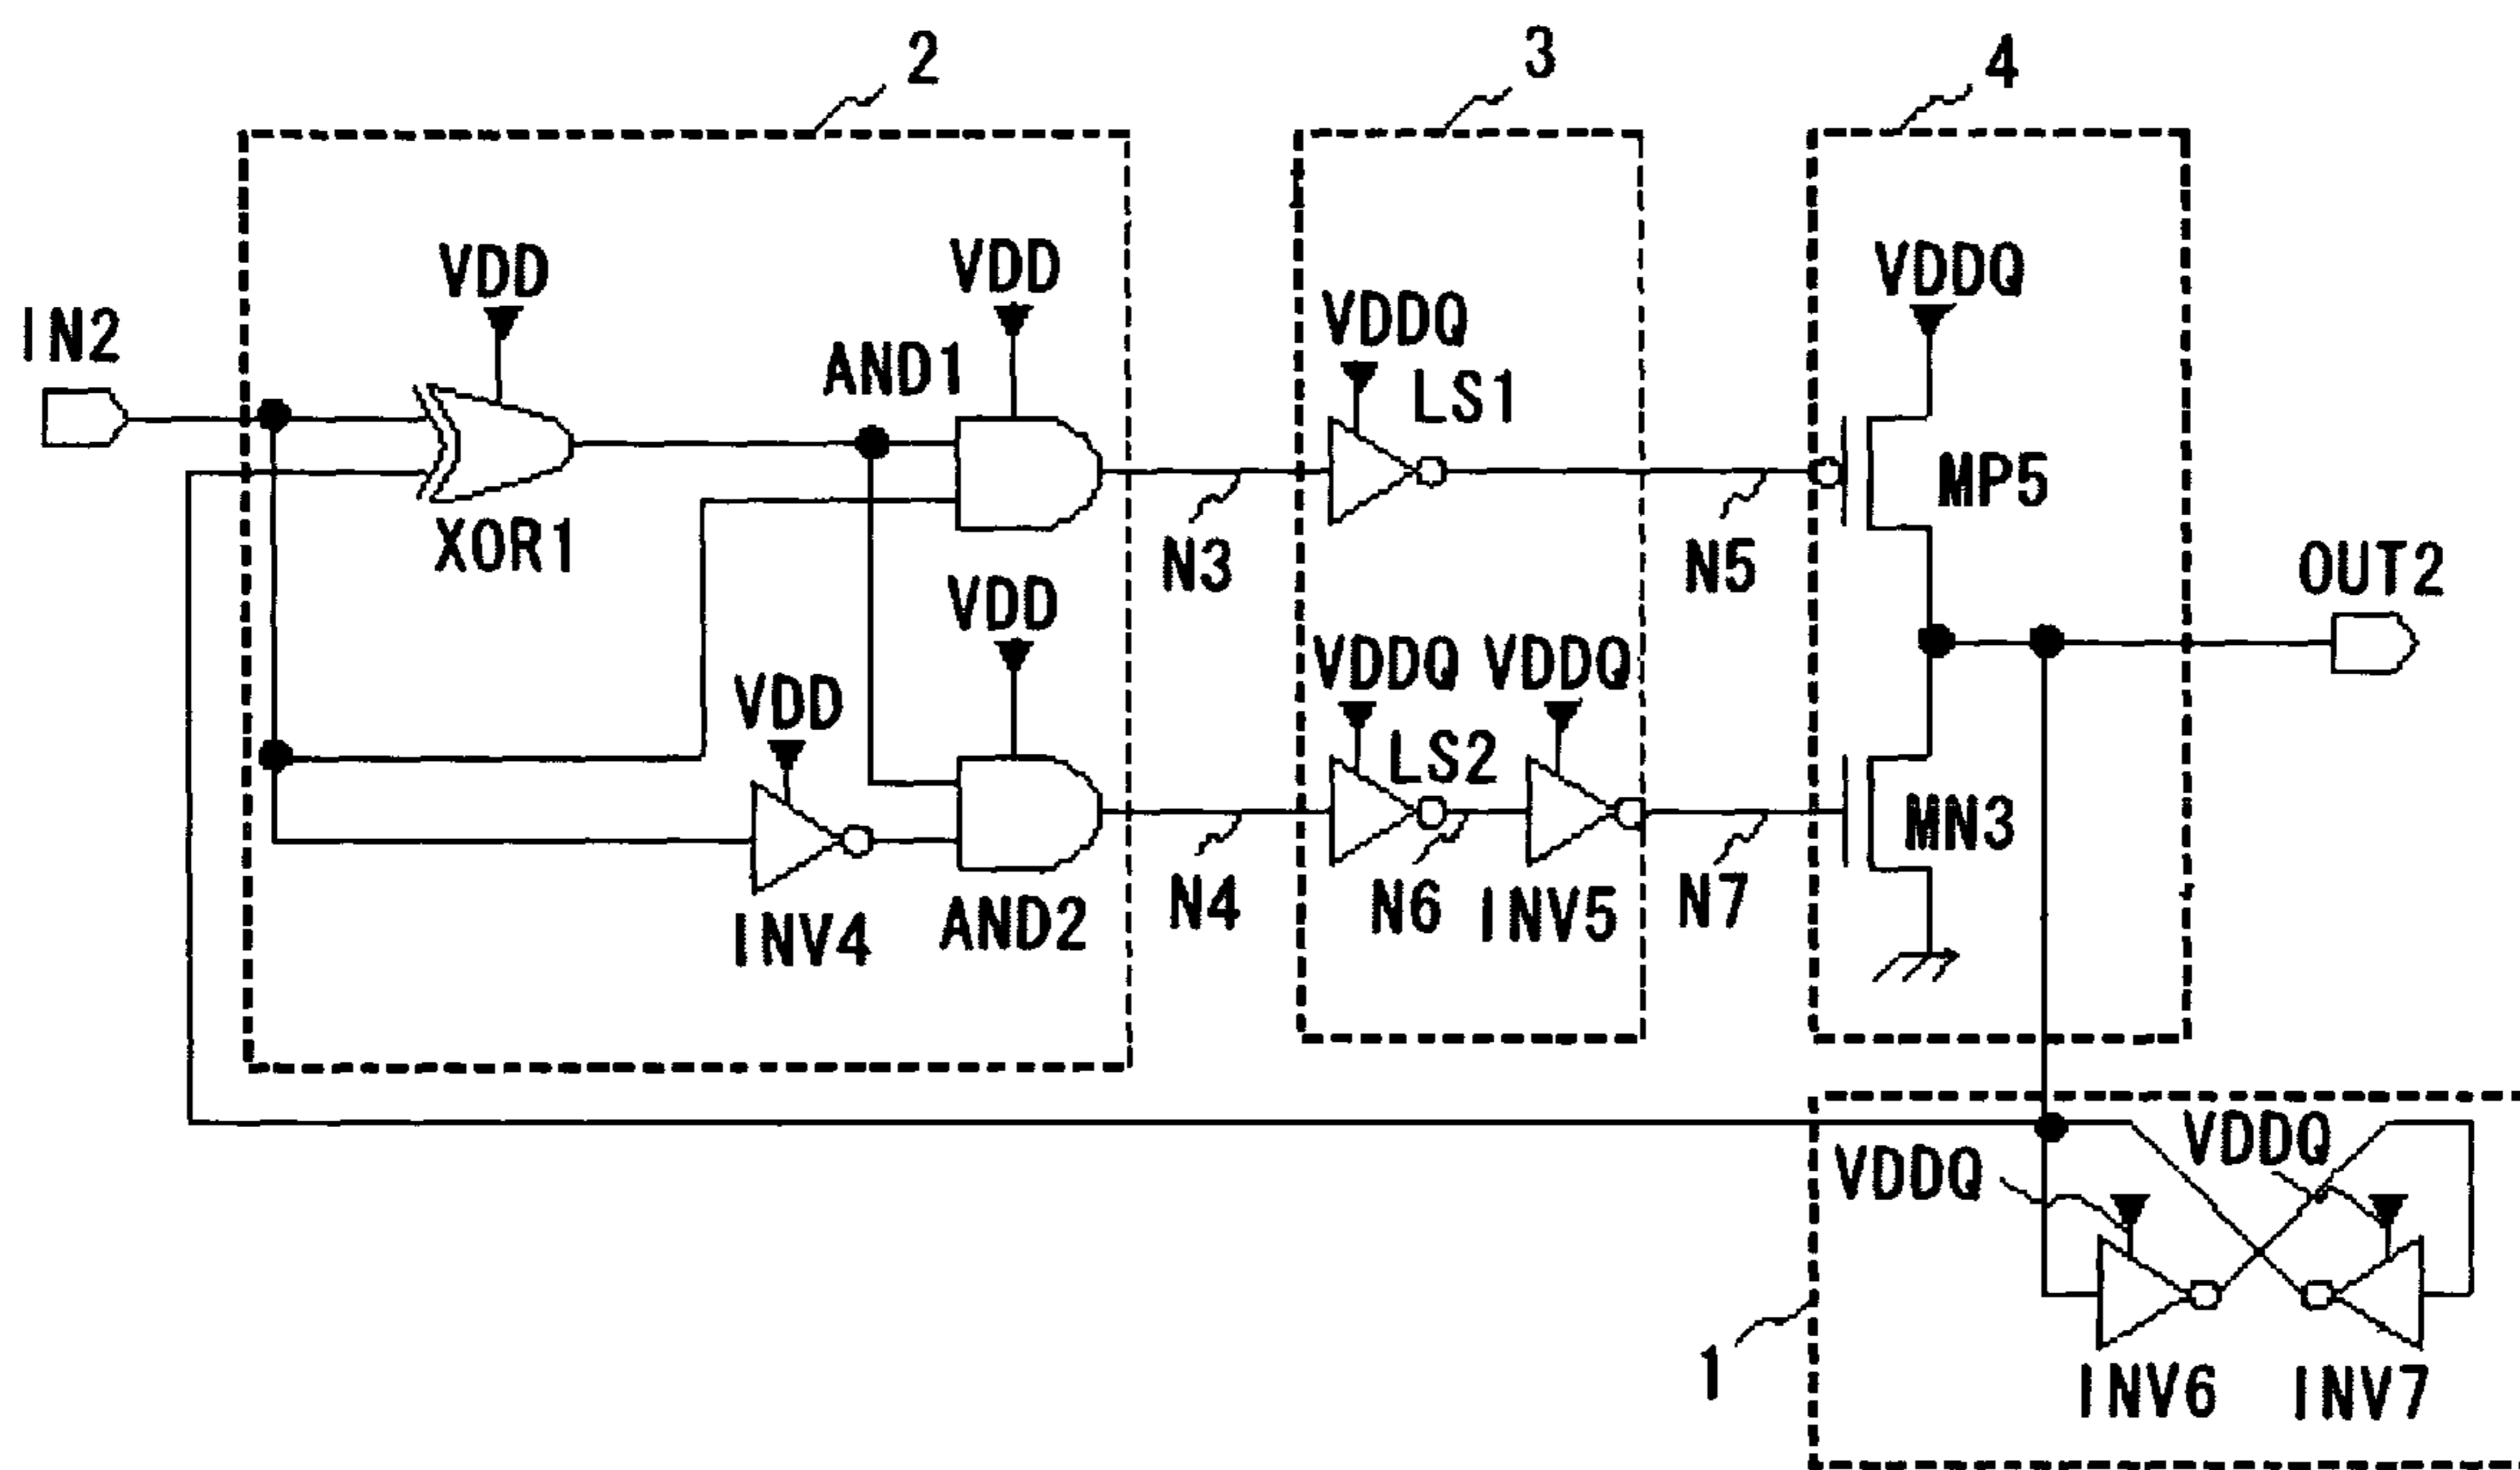 2
3
4
VDD
VDD
VDDQ
IN2
AND1
VDDQ
LS1
MP5
XOR1
N3
N5
OUT2
VDD
VDD
VDDQ
VDDQ
LS2
MN3
INV4
AND2
N4
N6
INV5
N7
VDDQ
VDDQ
1
INV6
INV7